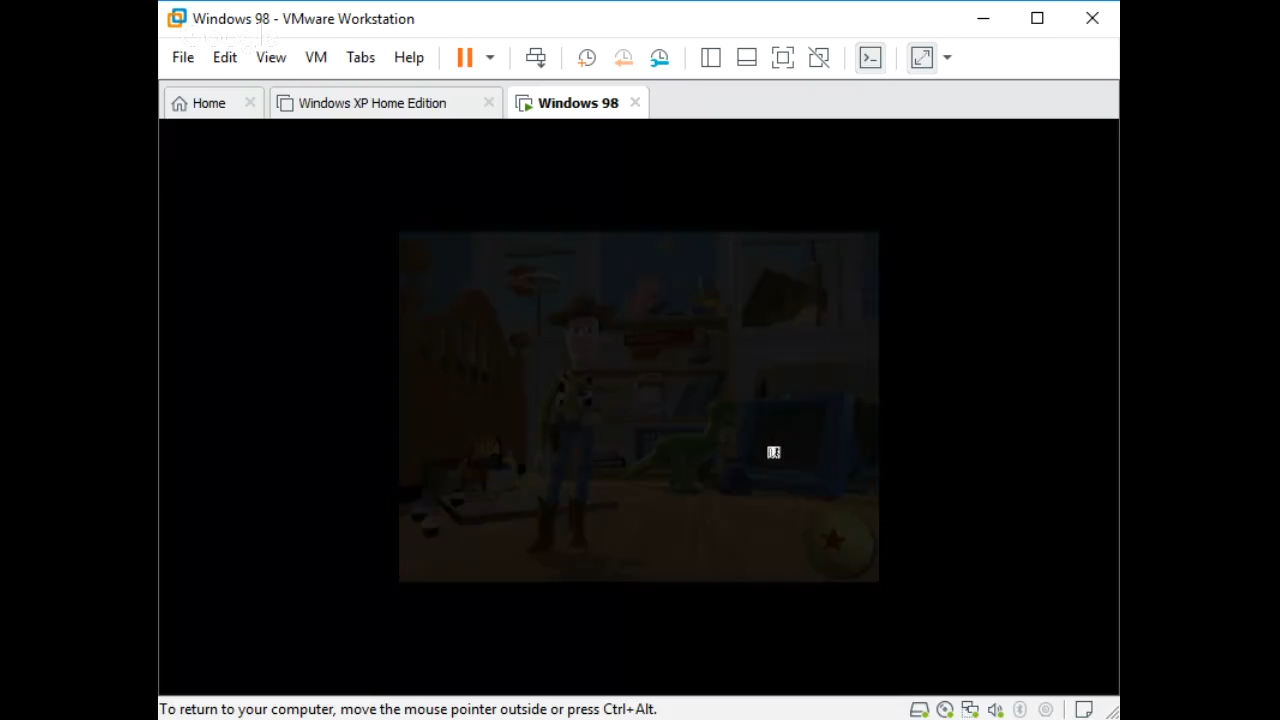 Windows 98 - VMware Workstation
File Edit View VM Tabs Help
Home Windows XP Home Edition Windows 98
To return to your computer, move the mouse pointer outside or press Ctrl+Alt.